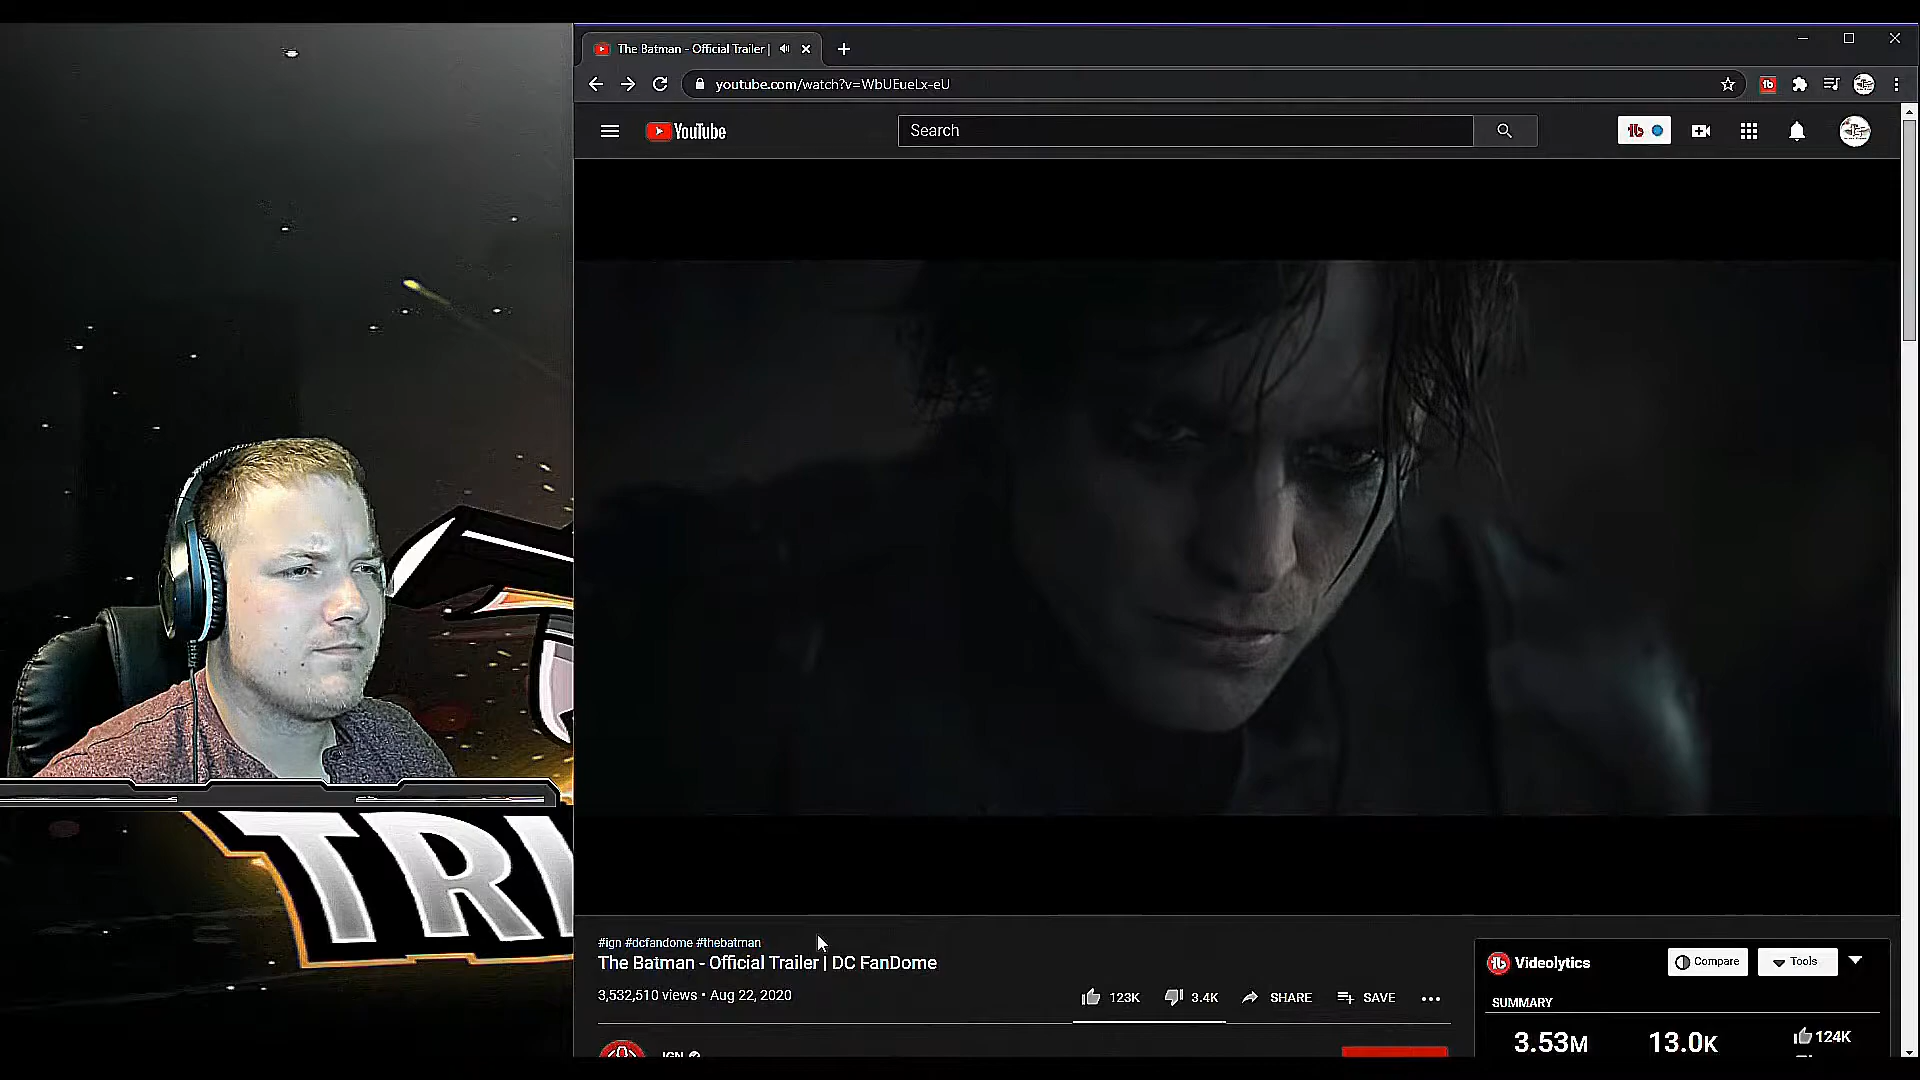 The Batman - Official Trailer |
youtube.com/watch?v=WbUEueLx-eU
YouTube
Search
TRI
#ign #dcfandome #thebatman
The Batman - Official Trailer | DC FanDome
3,532,510 views • Aug 22, 2020
123K
3.4K
SHARE
SAVE
IGN
Videolytics
Compare
Tools
SUMMARY
3.53M
13.0K
124K